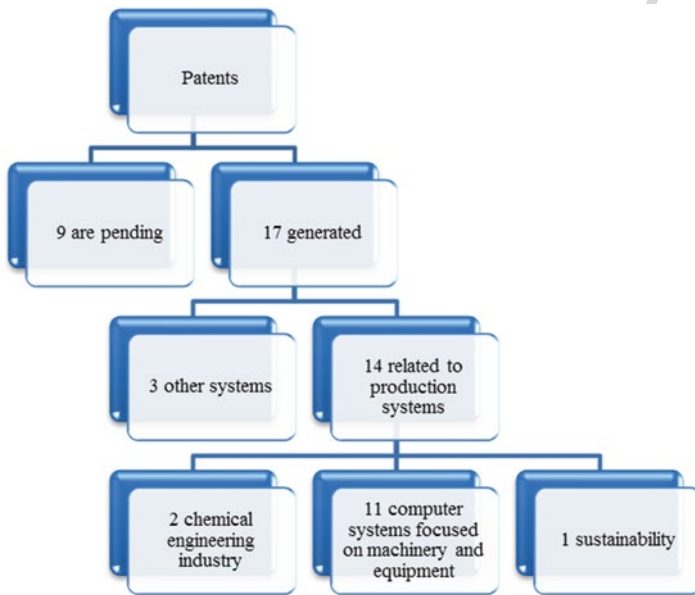 Patents
9 are pending
17 generated
3 other systems
14 related to
production
systems
2 chemical
engineering
industry
11 computer
systems focused
on machinery and
equipment
1 sustainability